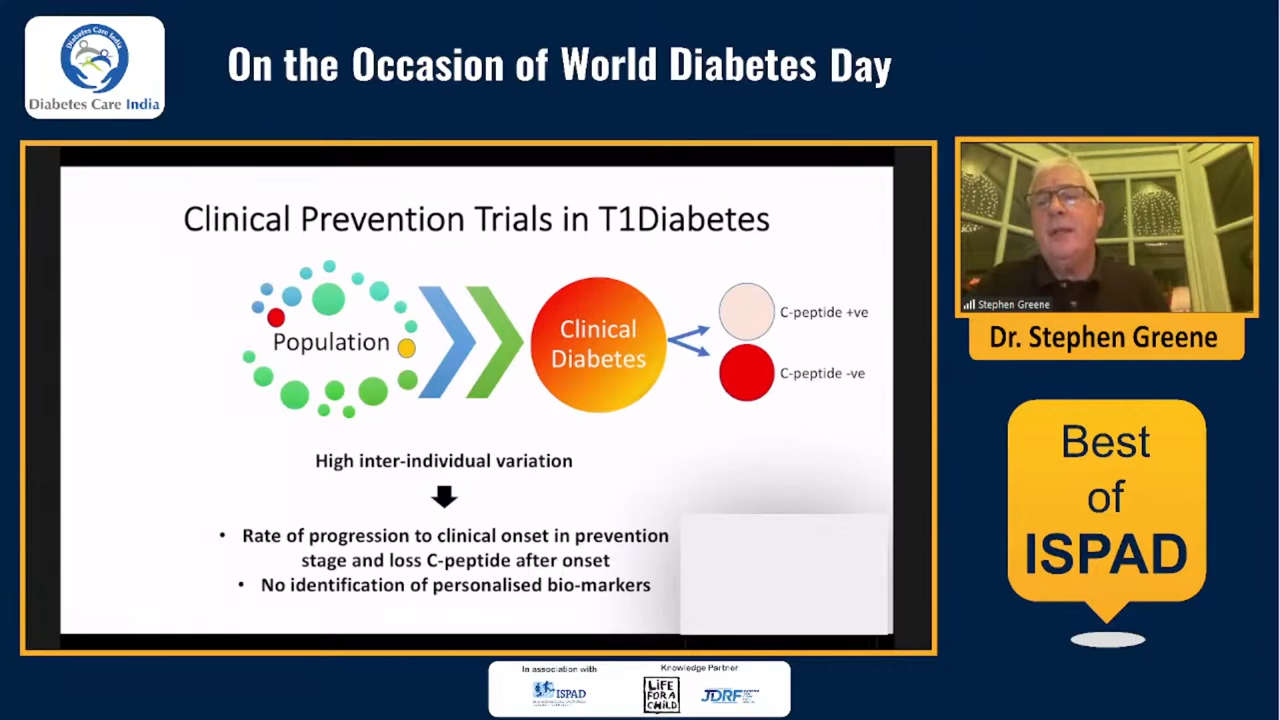 Diabetes Care India
Diabetes Care India
On the Occasion of World Diabetes Day
Clinical Prevention Trials in T1Diabetes
Population
Clinical
Diabetes
C-peptide +ve
C-peptide -ve
High inter-individual variation
• Rate of progression to clinical onset in prevention
stage and loss C-peptide after onset
• No identification of personalised bio-markers
Stephen Greene
Dr. Stephen Greene
Best
of
ISPAD
In association with
ISPAD
Knowledge Partner
LiFE
FOR A
CHiLD
JDRF